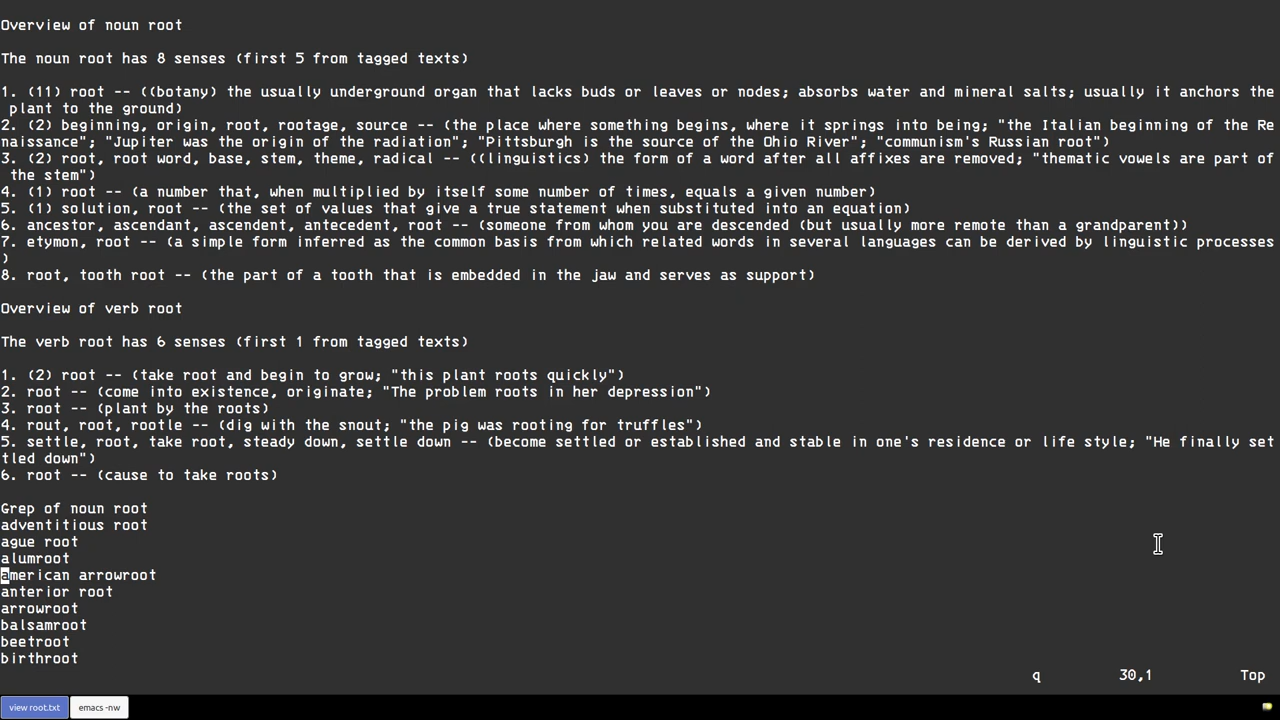 Overview of noun root
The noun root has 8 senses (first 5 from tagged texts)
1. (11) root -- ((botany) the usually underground organ that lacks buds or leaves or nodes; absorbs water and mineral salts; usually it anchors the
plant to the ground)
2. (2) beginning, origin, root, rootage, source -- (the place where something begins, where it springs into being; "the Italian beginning of the Re
naissance"; "Jupiter was the origin of the radiation"; "Pittsburgh is the source of the Ohio River"; "communism's Russian root")
3. (2) root, root word, base, stem, theme, radical -- ((linguistics) the form of a word after all affixes are removed; "thematic vowels are part of
the stem")
4. (1) root -- (a number that, when multiplied by itself some number of times, equals a given number)
5. (1) solution, root -- (the set of values that give a true statement when substituted into an equation)
6. ancestor, ascendant, ascendent, antecedent, root -- (someone from whom you are descended (but usually more remote than a grandparent))
7. etymon, root -- (a simple form inferred as the common basis from which related words in several languages can be derived by linguistic processes
)
8. root, tooth root -- (the part of a tooth that is embedded in the jaw and serves as support)
Overview of verb root
The verb root has 6 senses (first 1 from tagged texts)
1. (2) root -- (take root and begin to grow; "this plant roots quickly")
2. root -- (come into existence, originate; "The problem roots in her depression")
3. root -- (plant by the roots)
4. rout, root, rootle -- (dig with the snout; "the pig was rooting for truffles")
5. settle, root, take root, steady down, settle down -- (become settled or established and stable in one's residence or life style; "He finally set
tled down")
6. root -- (cause to take roots)
Grep of noun root
adventitious root
ague root
alumroot
american arrowroot
anterior root
arrowroot
balsamroot
beetroot
birthroot
q 30,1 Top
view root.txt emacs -nw